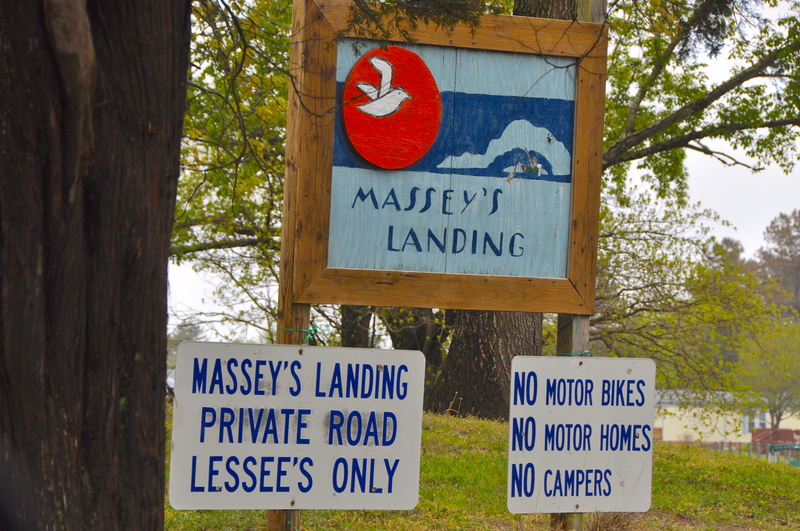 MASSEY'S
LANDING
MASSEY'S LANDING
PRIVATE ROAD
LESSEE'S ONLY
NO MOTOR BIKES
NO MOTOR HOMES
NO CAMPERS